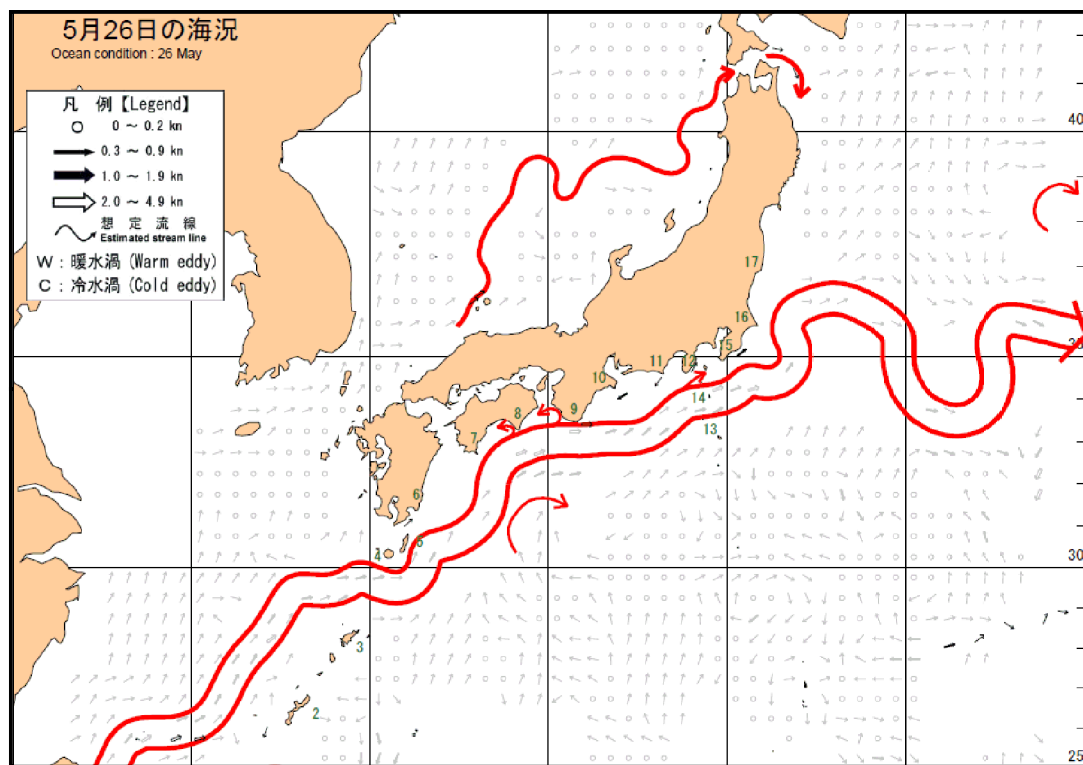 5月26日の海況
Ocean condition : 26 May
凡 例【Legend】
0 ～ 0.2 kn
0.3 ～ 0.9 kn
1.0 ～ 1.9 kn
2.0 ～ 4.9 kn
想 定 流 線
Estimated stream line
W : 暖水渦 (Warm eddy)
C : 冷水渦 (Cold eddy)
40
17
16
35
15
12
11
10
14
9
8
13
7
6
5
4
30
3
2
25